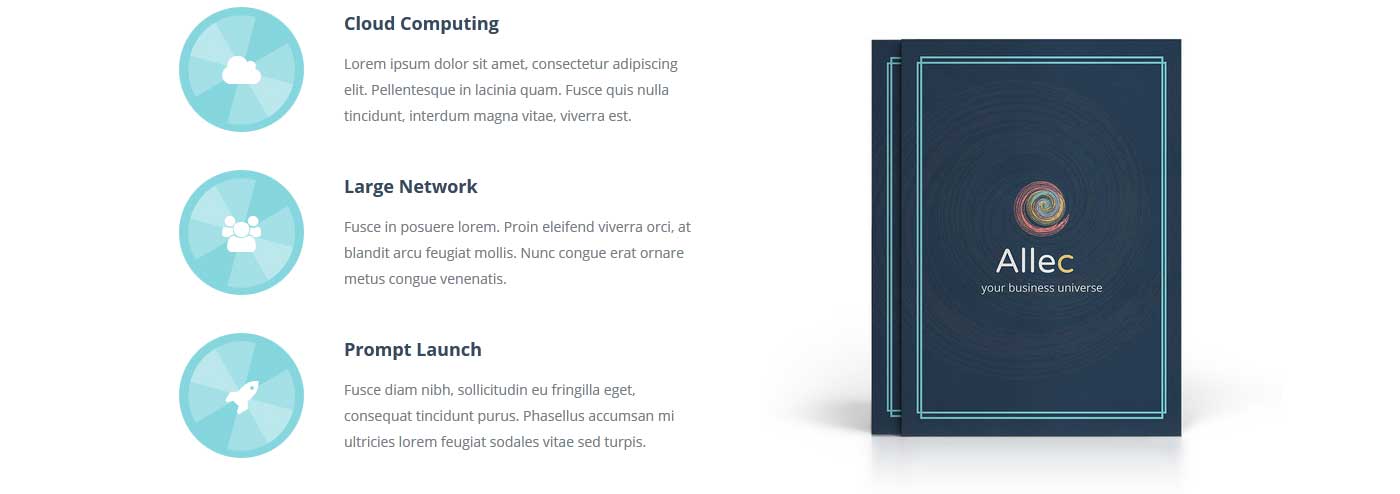 Cloud Computing
Lorem ipsum dolor sit amet, consectetur adipiscing
elit. Pellentesque in lacinia quam. Fusce quis nulla
tincidunt, interdum magna vitae, viverra est.
Large Network
Fusce in posuere lorem. Proin eleifend viverra orci, at
blandit arcu feugiat mollis. Nunc congue erat ornare
metus congue venenatis.
Prompt Launch
Fusce diam nibh, sollicitudin eu fringilla eget,
consequat tincidunt purus. Phasellus accumsan mi
ultricies lorem feugiat sodales vitae sed turpis.
Allec
your business universe